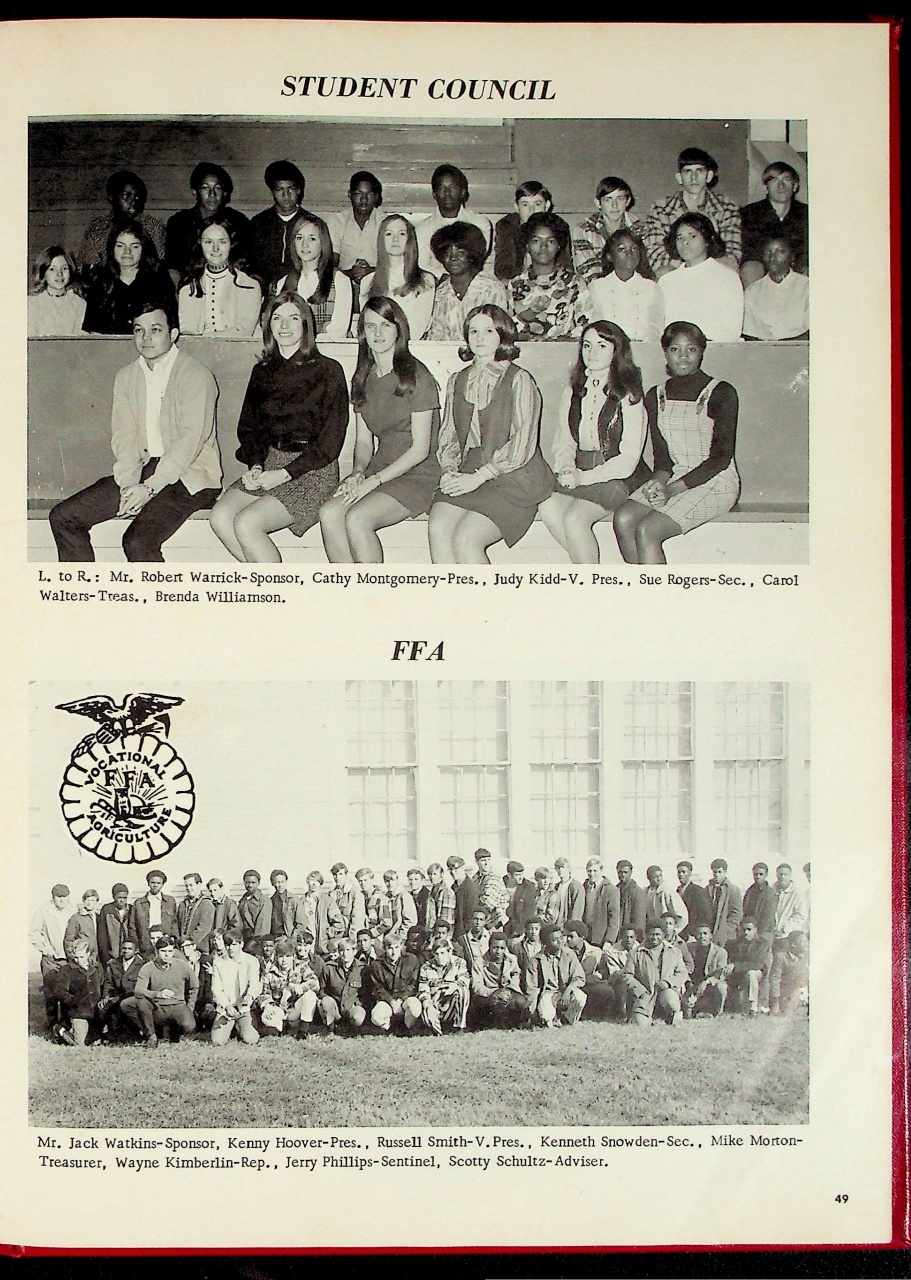 STUDENT COUNCIL
L. to R.: Mr. Robert Warrick-Sponsor, Cathy Montgomery-Pres., Judy Kidd-V. Pres., Sue Rogers-Sec., Carol
Walters-Treas., Brenda Williamson.
FFA
VOCATIONAL
FFA
AGRICULTURE
Mr. Jack Watkins-Sponsor, Kenny Hoover-Pres., Russell Smith-V.Pres., Kenneth Snowden-Sec., Mike Morton-
Treasurer, Wayne Kimberlin-Rep., Jerry Phillips-Sentinel, Scotty Schultz-Adviser.
49